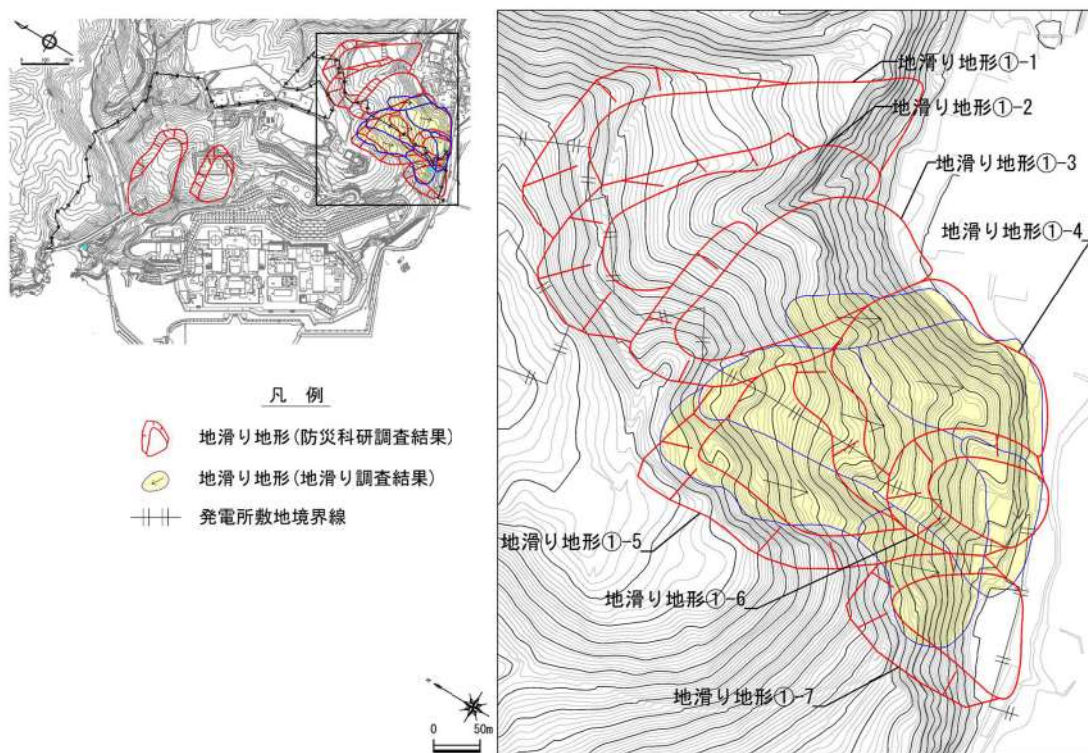 地滑り地形①-1
地滑り地形①-2
地滑り地形①-3
地滑り地形①-4
凡　例
地滑り地形(防災科研調査結果)
地滑り地形(地滑り調査結果)
発電所敷地境界線
地滑り地形①-5
地滑り地形①-6
地滑り地形①-7
0 50m